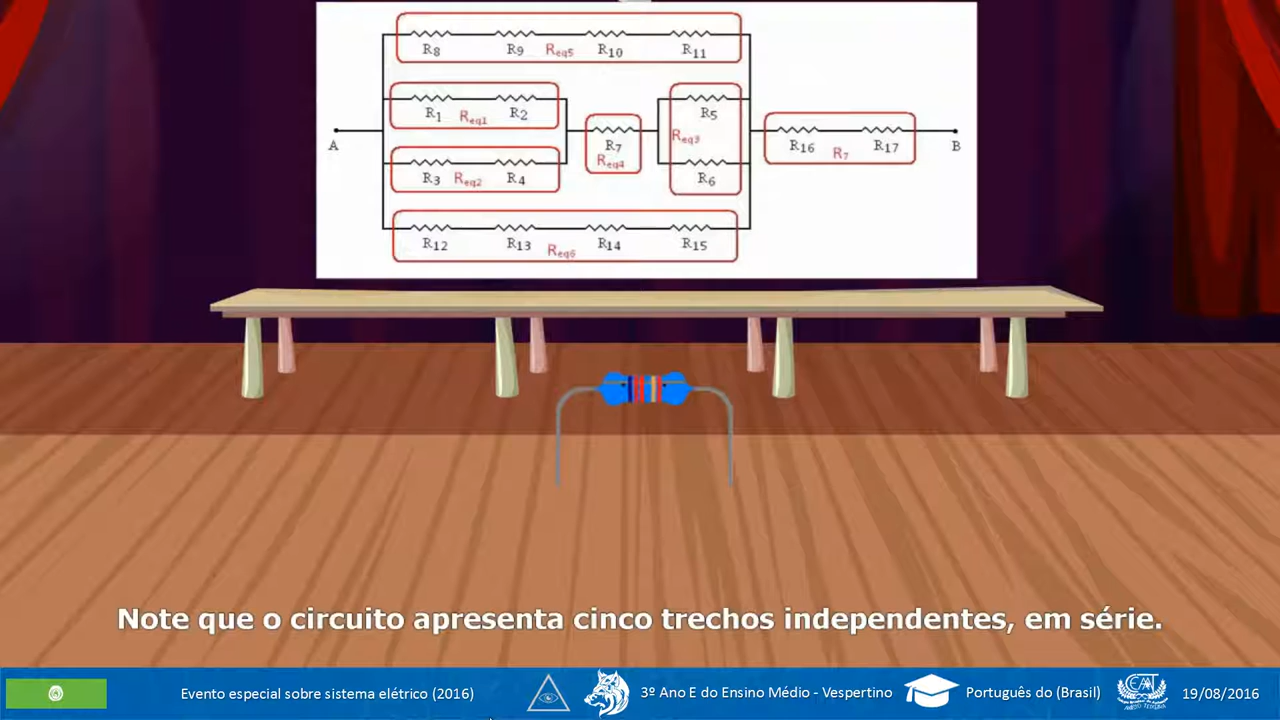 R8 R9 Req5 R10 R11
R1 Req1 R2 R5
A R7 Req3 R16 R7 R17 B
Req4
R3 Req2 R4 R6
R12 R13 Req6 R14 R15
Note que o circuito apresenta cinco trechos independentes, em série.
Evento especial sobre sistema elétrico (2016) 3º Ano E do Ensino Médio - Vespertino Português do (Brasil) CAT 19/08/2016